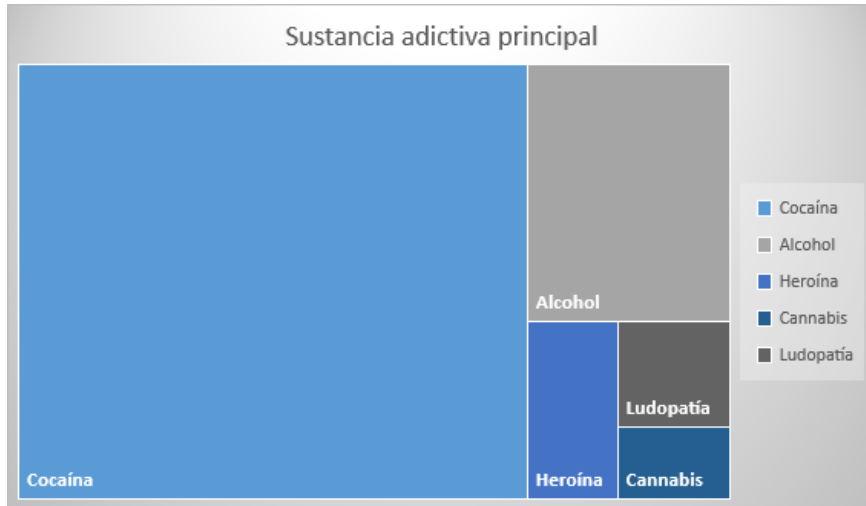 Sustancia adictiva principal
Cocaína
Alcohol
Heroína
Ludopatía
Cannabis
Cocaína
Alcohol
Heroína
Cannabis
Ludopatía